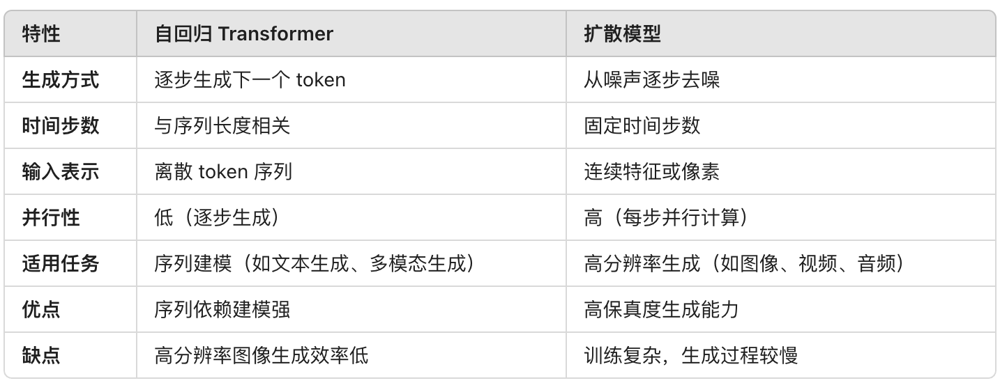 特性 自回归 Transformer 扩散模型
生成方式 逐步生成下一个 token 从噪声逐步去噪
时间步数 与序列长度相关 固定时间步数
输入表示 离散 token 序列 连续特征或像素
并行性 低（逐步生成） 高（每步并行计算）
适用任务 序列建模（如文本生成、多模态生成） 高分辨率生成（如图像、视频、音频）
优点 序列依赖建模强 高保真度生成能力
缺点 高分辨率图像生成效率低 训练复杂，生成过程较慢